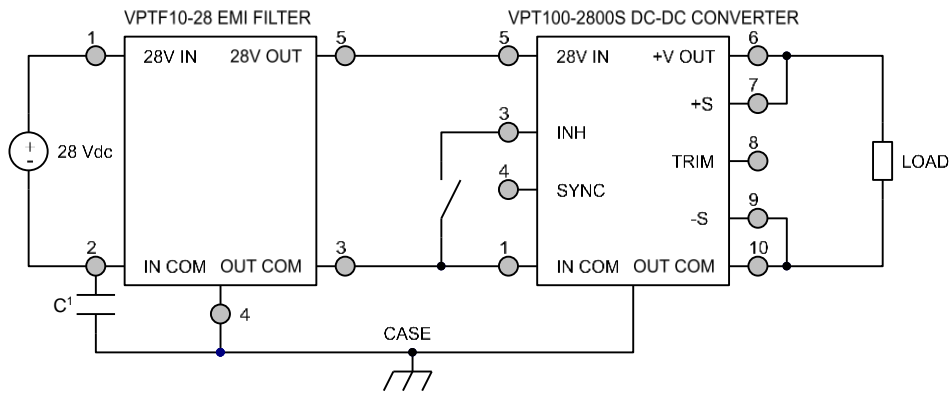 VPTF10-28 EMI FILTER
VPT100-2800S DC-DC CONVERTER
1
28V IN
28V OUT
5
5
28V IN
+V OUT
6
+S
7
3
INH
+
-
28 Vdc
4
SYNC
TRIM
8
LOAD
-S
9
2
IN COM
OUT COM
3
1
IN COM
OUT COM
10
C¹
4
CASE